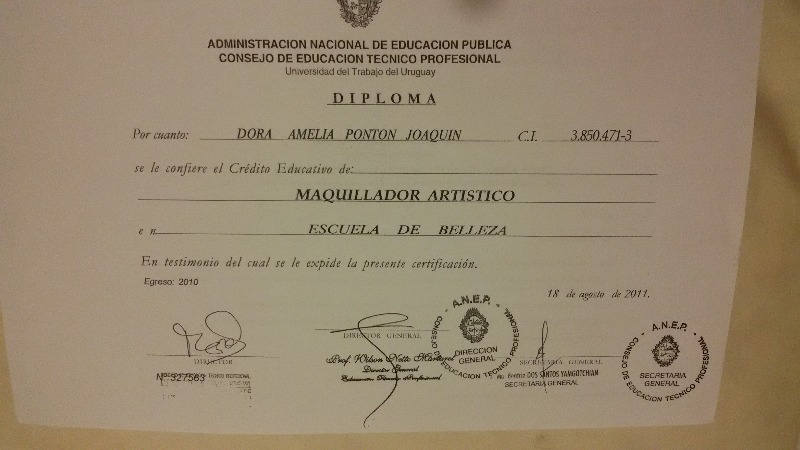 ADMINISTRACION NACIONAL DE EDUCACION PUBLICA
CONSEJO DE EDUCACION TECNICO PROFESIONAL
Universidad del Trabajo del Uruguay
DIPLOMA
Por cuanto: DORA AMELIA PONTON JOAQUIN C.I. 3.850.471-3
se le confiere el Crédito Educativo de:
MAQUILLADOR ARTISTICO
en ESCUELA DE BELLEZA
En testimonio del cual se le expide la presente certificación.
Egreso: 2010
18 de agosto de 2011.
DIRECTOR
Nº 327563
DIRECTOR GENERAL
Prof. Wilson Netto
Director General
Educación Técnico Profesional
A.N.E.P.
CONSEJO DE EDUCACION TECNICO PROFESIONAL
DIRECCION
GENERAL
SECRETARIA GENERAL
DOS SANTOS YAMGOTCHIAN
SECRETARIA GENERAL
A.N.E.P.
CONSEJO DE EDUCACION TECNICO PROFESIONAL
SECRETARIA
GENERAL